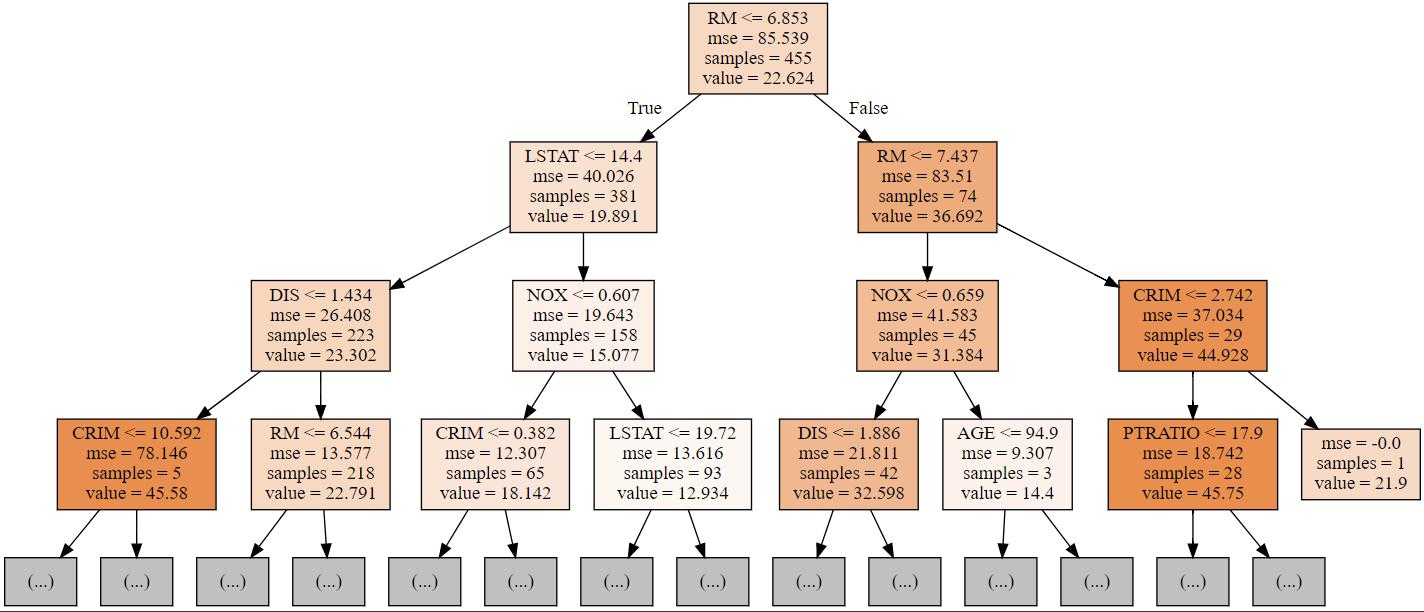 RM <= 6.853
mse = 85.539
samples = 455
value = 22.624
True
False
LSTAT <= 14.4
mse = 40.026
samples = 381
value = 19.891
RM <= 7.437
mse = 83.51
samples = 74
value = 36.692
DIS <= 1.434
mse = 26.408
samples = 223
value = 23.302
NOX <= 0.607
mse = 19.643
samples = 158
value = 15.077
NOX <= 0.659
mse = 41.583
samples = 45
value = 31.384
CRIM <= 2.742
mse = 37.034
samples = 29
value = 44.928
CRIM <= 10.592
mse = 78.146
samples = 5
value = 45.58
RM <= 6.544
mse = 13.577
samples = 218
value = 22.791
CRIM <= 0.382
mse = 12.307
samples = 65
value = 18.142
LSTAT <= 19.72
mse = 13.616
samples = 93
value = 12.934
DIS <= 1.886
mse = 21.811
samples = 42
value = 32.598
AGE <= 94.9
mse = 9.307
samples = 3
value = 14.4
PTRATIO <= 17.9
mse = 18.742
samples = 28
value = 45.75
mse = -0.0
samples = 1
value = 21.9
(...)
(...)
(...)
(...)
(...)
(...)
(...)
(...)
(...)
(...)
(...)
(...)
(...)
(...)